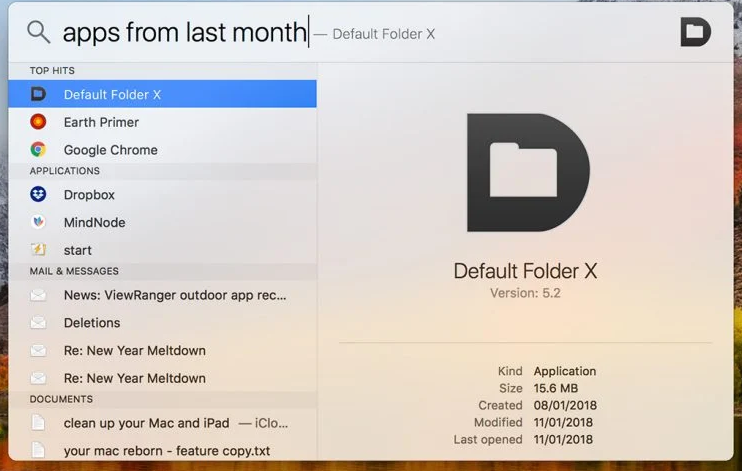 apps from last month — Default Folder X
TOP HITS
Default Folder X
Earth Primer
Google Chrome
APPLICATIONS
Dropbox
MindNode
start
MAIL & MESSAGES
News: ViewRanger outdoor app rec...
Deletions
Re: New Year Meltdown
Re: New Year Meltdown
DOCUMENTS
clean up your Mac and iPad — iClo...
your mac reborn - feature copy.txt
Default Folder X
Version: 5.2
Kind Application
Size 15.6 MB
Created 08/01/2018
Modified 11/01/2018
Last opened 11/01/2018